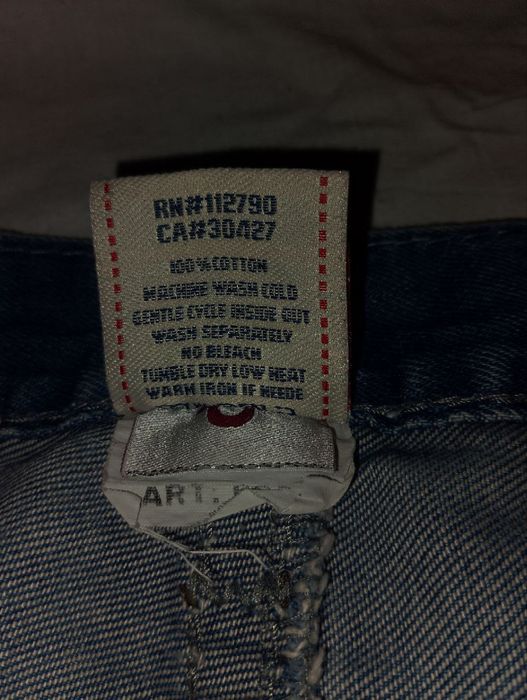 RN#112790
CA#30427
100%COTTON
MACHINE WASH COLD
GENTLE CYCLE INSIDE OUT
WASH SEPARATELY
NO BLEACH
TUMBLE DRY LOW HEAT
WARM IRON IF NEEDE
ART.